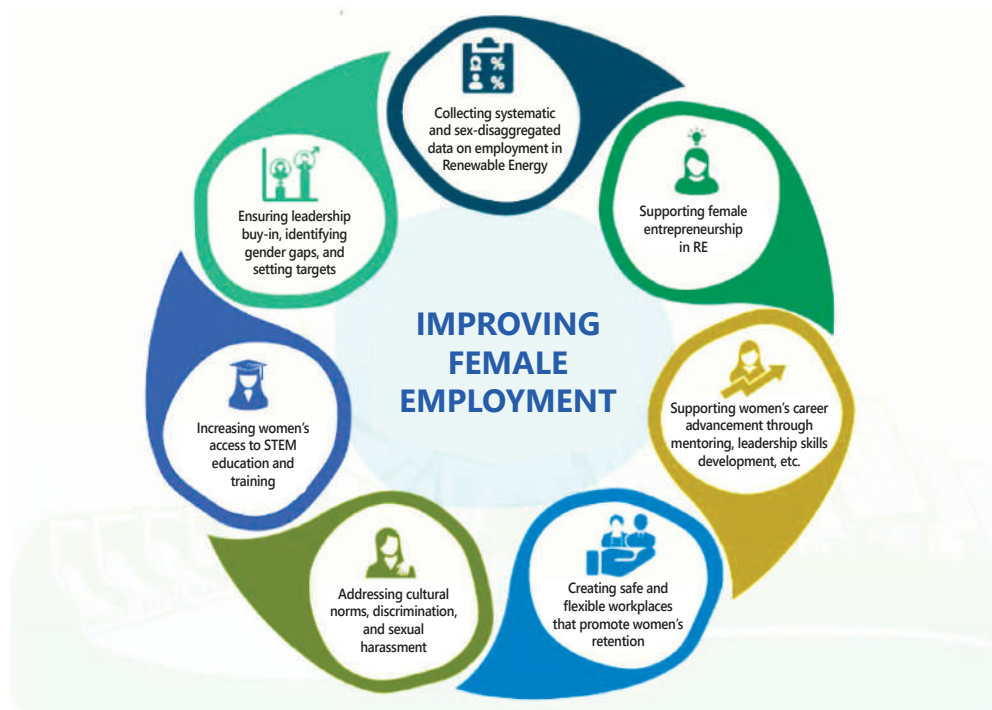 Collecting systematic
and sex-disaggregated
data on employment in
Renewable Energy
Supporting female
entrepreneurship
in RE
Supporting women’s career
advancement through
mentoring, leadership skills
development, etc.
Creating safe and
flexible workplaces
that promote women’s
retention
Addressing cultural
norms, discrimination,
and sexual
harassment
Increasing women’s
access to STEM
education and
training
Ensuring leadership
buy-in, identifying
gender gaps, and
setting targets
IMPROVING
FEMALE
EMPLOYMENT